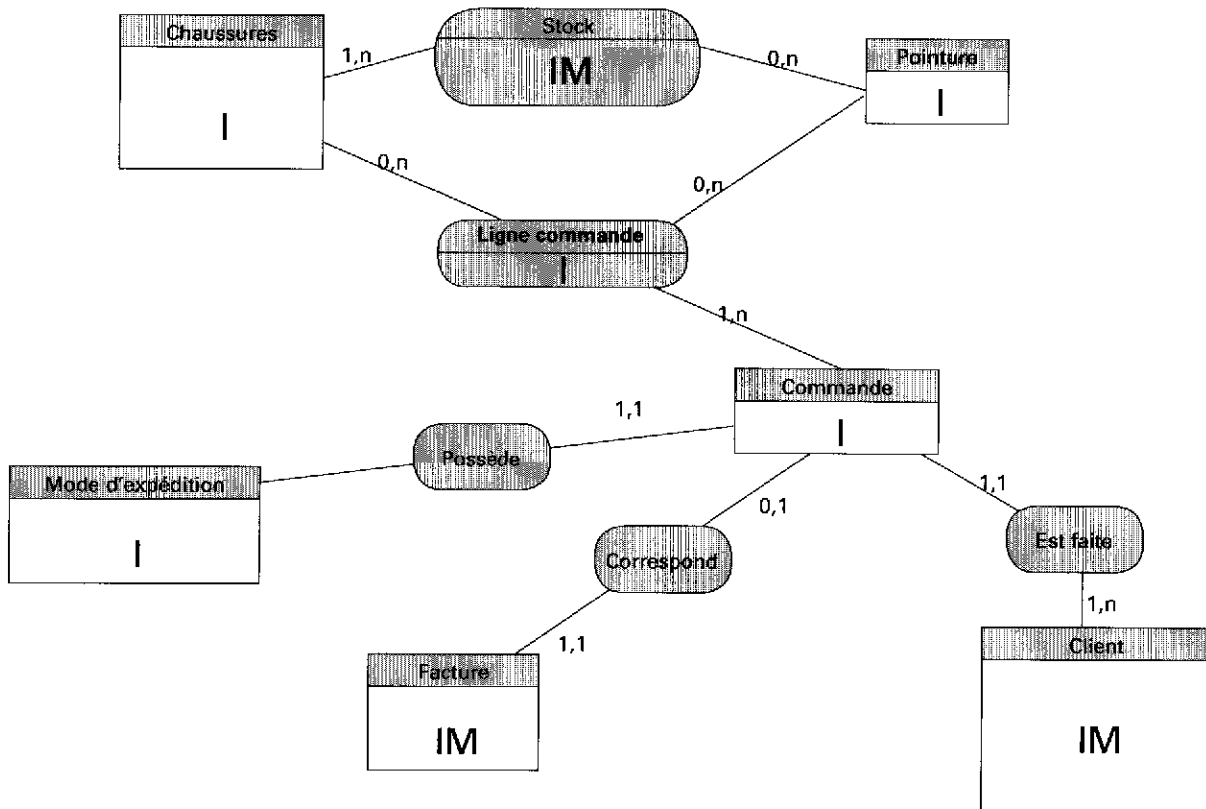 Chaussures
I
1,n
Stock
IM
0,n
Pointure
I
0,n
0,n
Ligne commande
I
1,n
Commande
I
1,1
Possède
Mode d'expédition
I
0,1
Correspond
1,1
Facture
IM
1,1
Est faite
1,n
Client
IM